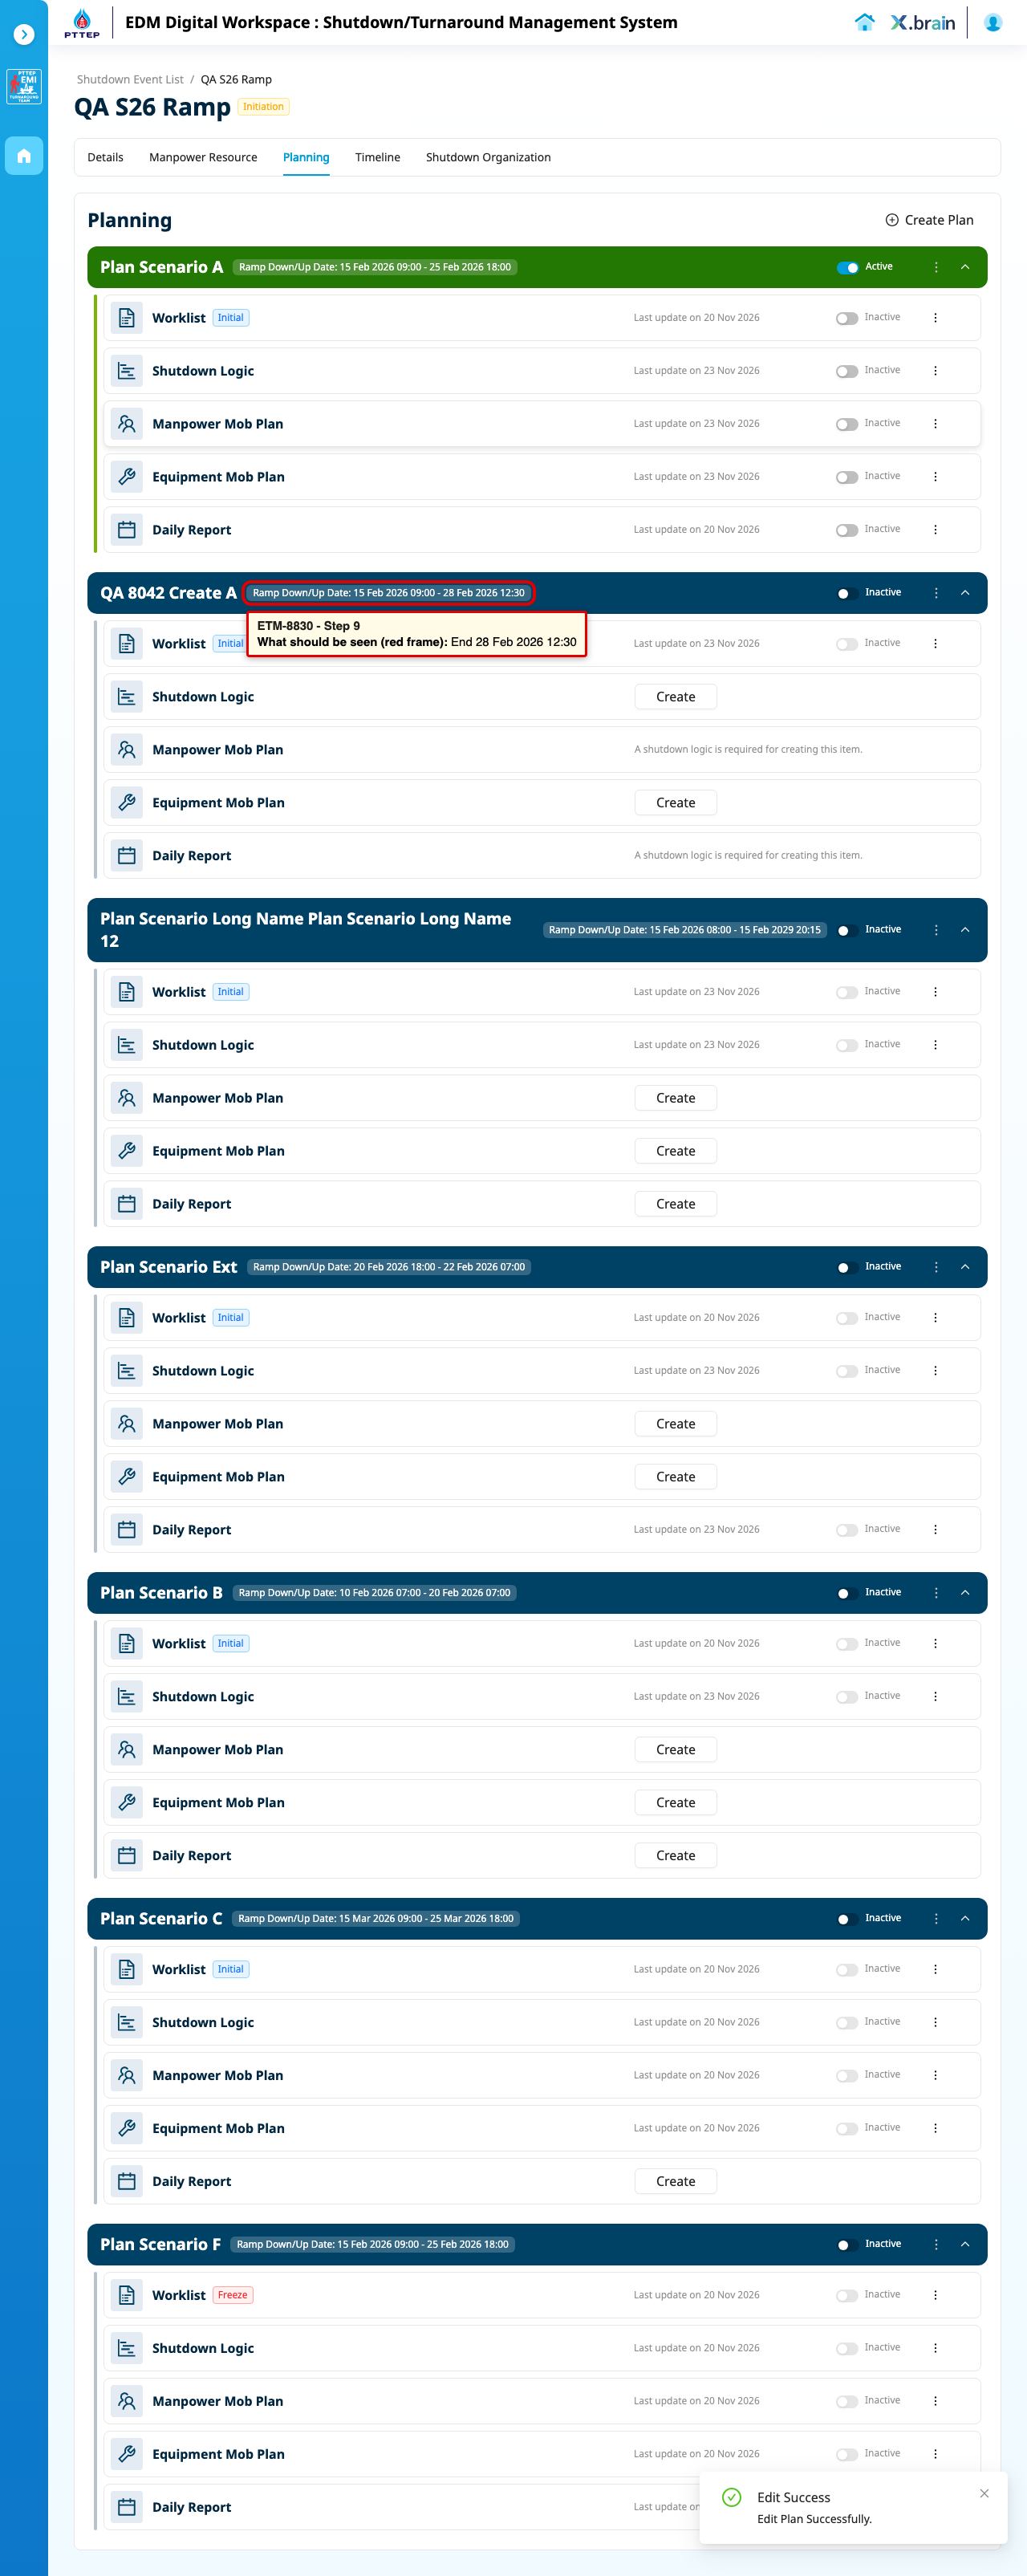 PTTEP
EDM Digital Workspace : Shutdown/Turnaround Management System
X.brain
PTTEP
EMI
TURNAROUND
TEAM
Shutdown Event List / QA S26 Ramp
QA S26 Ramp Initiation
Details Manpower Resource Planning Timeline Shutdown Organization
Planning Create Plan
Plan Scenario A Ramp Down/Up Date: 15 Feb 2026 09:00 - 25 Feb 2026 18:00 Active
Worklist Initial Last update on 20 Nov 2026 Inactive
Shutdown Logic Last update on 23 Nov 2026 Inactive
Manpower Mob Plan Last update on 23 Nov 2026 Inactive
Equipment Mob Plan Last update on 23 Nov 2026 Inactive
Daily Report Last update on 20 Nov 2026 Inactive
QA 8042 Create A Ramp Down/Up Date: 15 Feb 2026 09:00 - 28 Feb 2026 12:30 Inactive
ETM-8830 - Step 9
What should be seen (red frame): End 28 Feb 2026 12:30
Worklist Initial Last update on 23 Nov 2026 Inactive
Shutdown Logic Create
Manpower Mob Plan A shutdown logic is required for creating this item.
Equipment Mob Plan Create
Daily Report A shutdown logic is required for creating this item.
Plan Scenario Long Name Plan Scenario Long Name
12 Ramp Down/Up Date: 15 Feb 2026 08:00 - 15 Feb 2029 20:15 Inactive
Worklist Initial Last update on 23 Nov 2026 Inactive
Shutdown Logic Last update on 23 Nov 2026 Inactive
Manpower Mob Plan Create
Equipment Mob Plan Create
Daily Report Create
Plan Scenario Ext Ramp Down/Up Date: 20 Feb 2026 18:00 - 22 Feb 2026 07:00 Inactive
Worklist Initial Last update on 20 Nov 2026 Inactive
Shutdown Logic Last update on 23 Nov 2026 Inactive
Manpower Mob Plan Create
Equipment Mob Plan Create
Daily Report Last update on 23 Nov 2026 Inactive
Plan Scenario B Ramp Down/Up Date: 10 Feb 2026 07:00 - 20 Feb 2026 07:00 Inactive
Worklist Initial Last update on 20 Nov 2026 Inactive
Shutdown Logic Last update on 23 Nov 2026 Inactive
Manpower Mob Plan Create
Equipment Mob Plan Create
Daily Report Create
Plan Scenario C Ramp Down/Up Date: 15 Mar 2026 09:00 - 25 Mar 2026 18:00 Inactive
Worklist Initial Last update on 20 Nov 2026 Inactive
Shutdown Logic Last update on 20 Nov 2026 Inactive
Manpower Mob Plan Last update on 20 Nov 2026 Inactive
Equipment Mob Plan Last update on 20 Nov 2026 Inactive
Daily Report Create
Plan Scenario F Ramp Down/Up Date: 15 Feb 2026 09:00 - 25 Feb 2026 18:00 Inactive
Worklist Freeze Last update on 20 Nov 2026 Inactive
Shutdown Logic Last update on 20 Nov 2026 Inactive
Manpower Mob Plan Last update on 20 Nov 2026 Inactive
Equipment Mob Plan Last update on 20 Nov 2026 Inactive
Daily Report Last update on
Edit Success
Edit Plan Successfully.